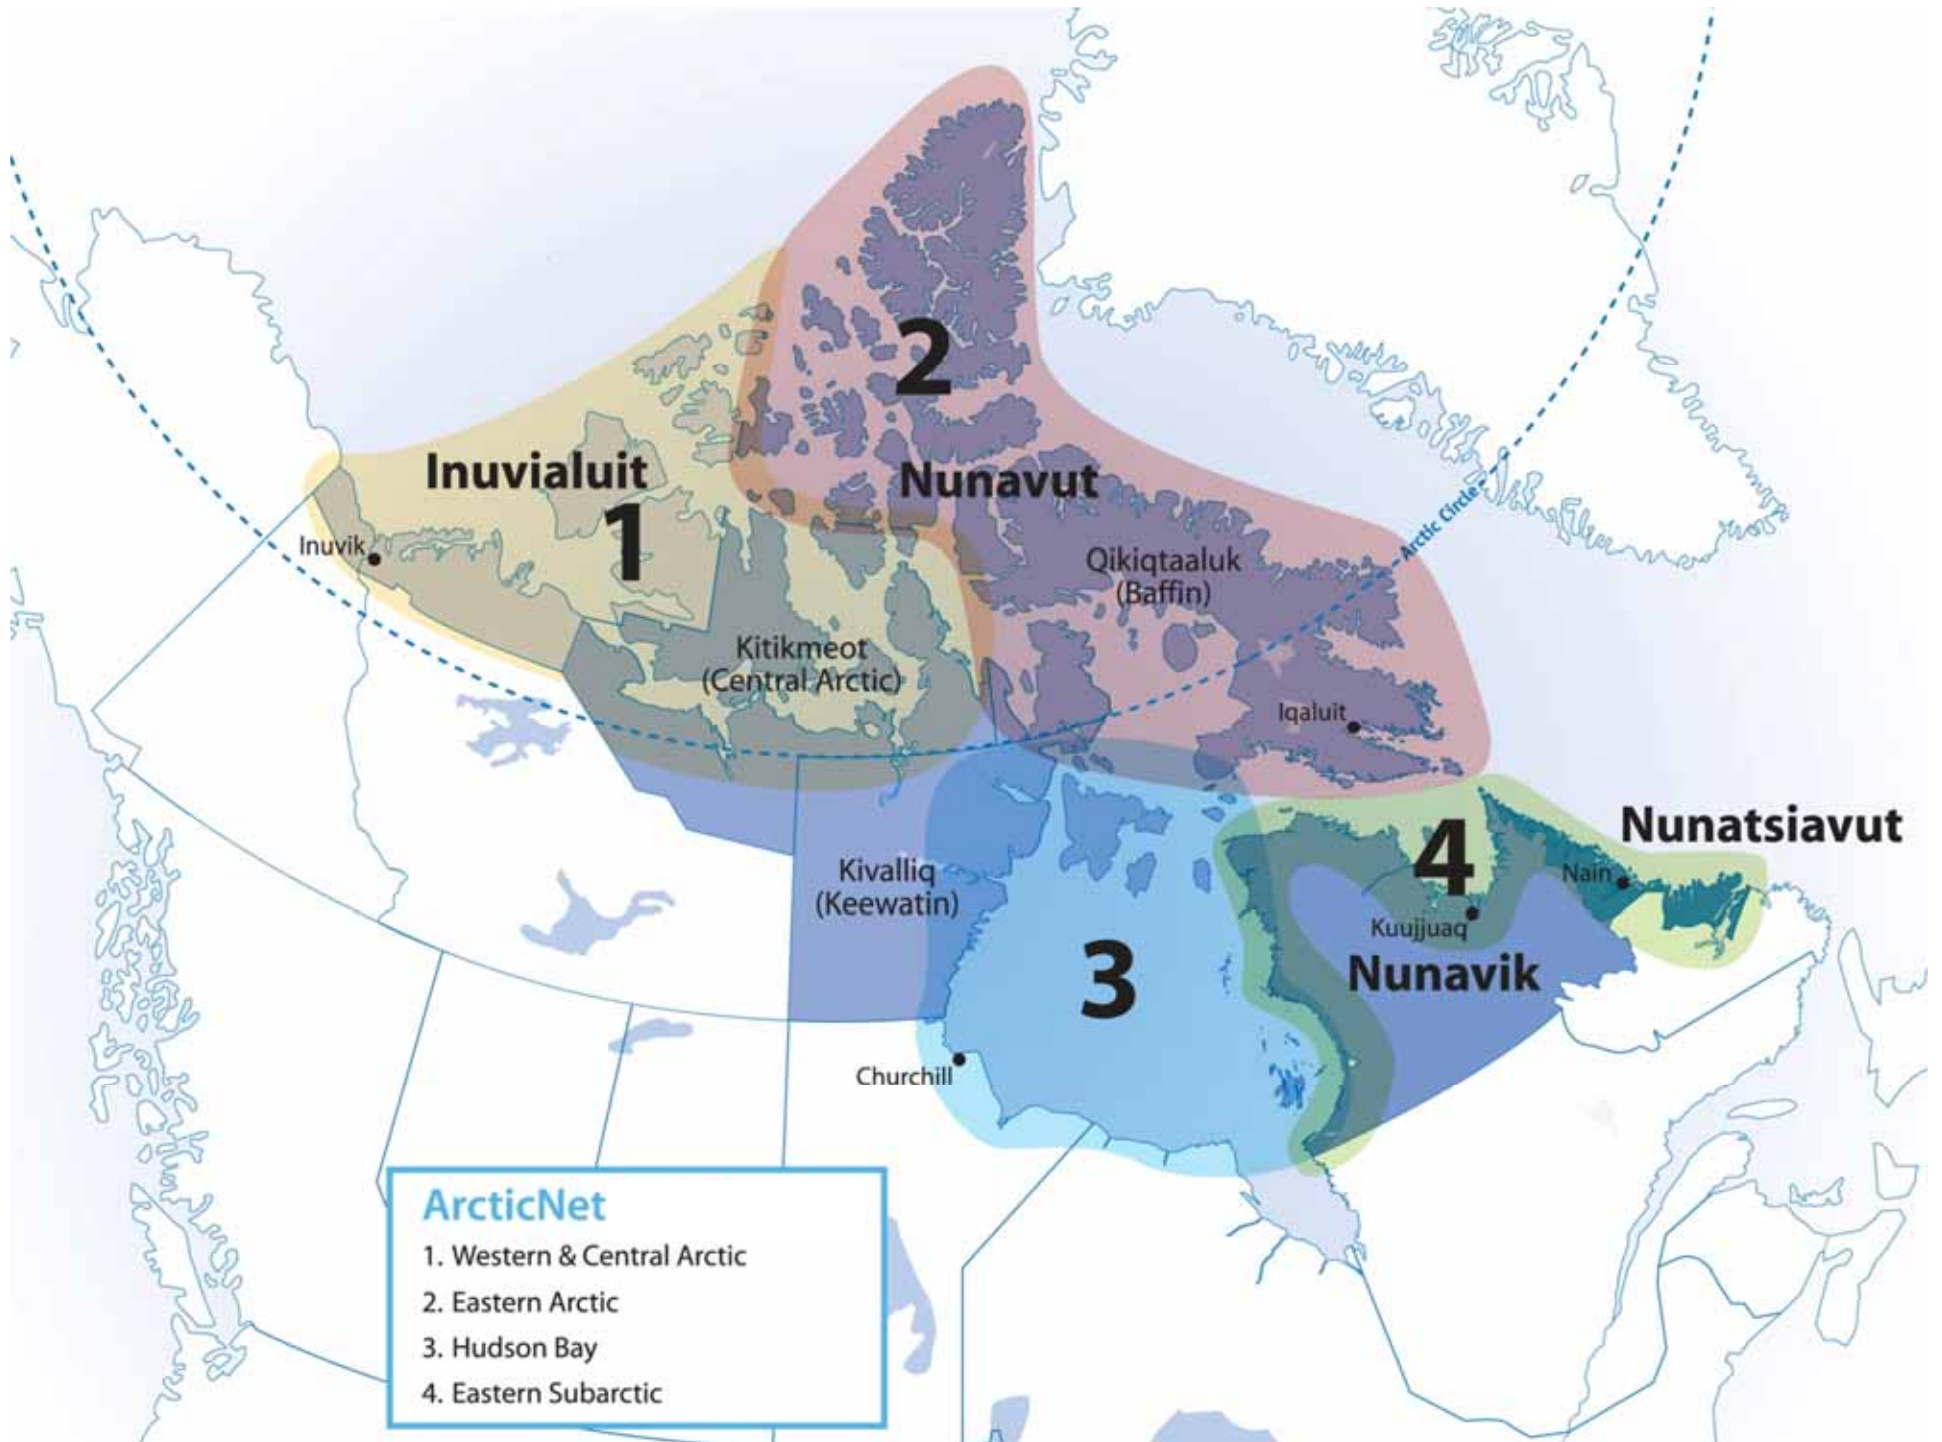 2
Inuvialuit
Nunavut
1
Arctic Circle
Inuvik
Qikiqtaaluk
(Baffin)
Kitikmeot
(Central Arctic)
Iqaluit
Nunatsiavut
4
Nain
Kivalliq
(Keewatin)
Kuujjuaq
Nunavik
3
Churchill
ArcticNet
1. Western & Central Arctic
2. Eastern Arctic
3. Hudson Bay
4. Eastern Subarctic